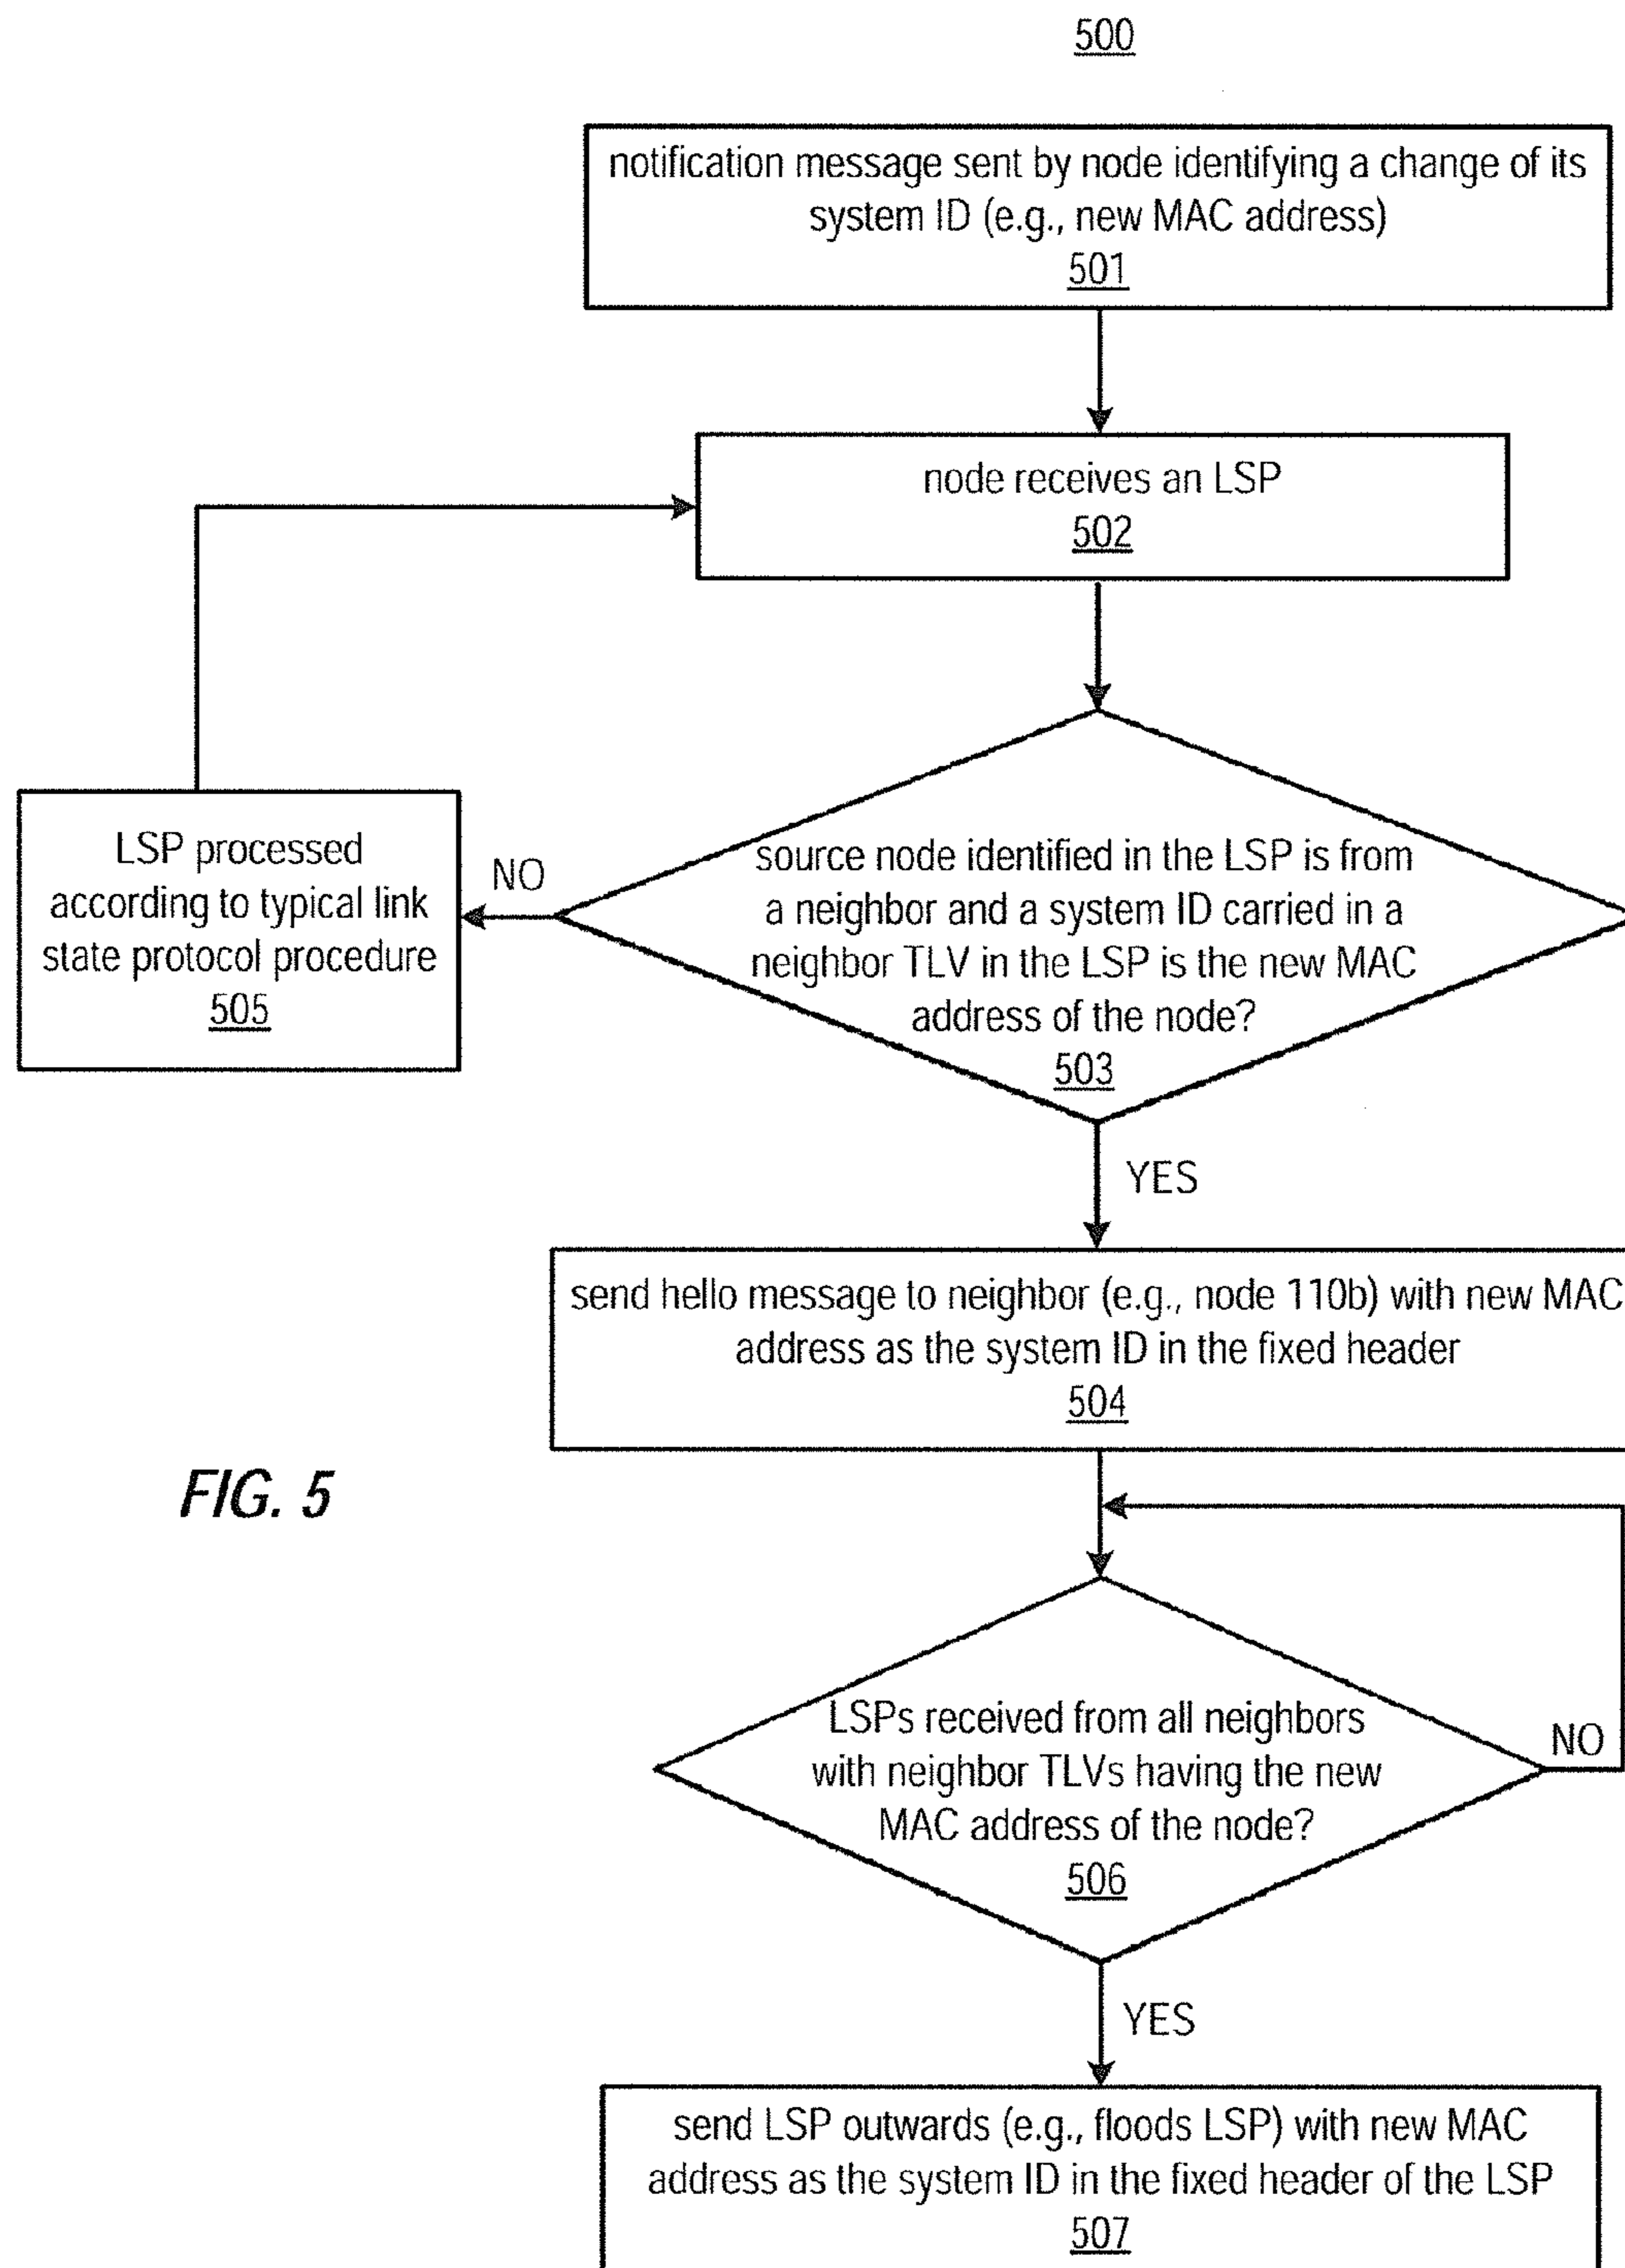 500
notification message sent by node identifying a change of its
system ID (e.g., new MAC address)
501
node receives an LSP
502
source node identified in the LSP is from
a neighbor and a system ID carried in a
neighbor TLV in the LSP is the new MAC
address of the node?
503
NO
LSP processed
according to typical link
state protocol procedure
505
YES
send hello message to neighbor (e.g., node 110b) with new MAC
address as the system ID in the fixed header
504
FIG. 5
LSPs received from all neighbors
with neighbor TLVs having the new
MAC address of the node?
506
NO
YES
send LSP outwards (e.g., floods LSP) with new MAC
address as the system ID in the fixed header of the LSP
507